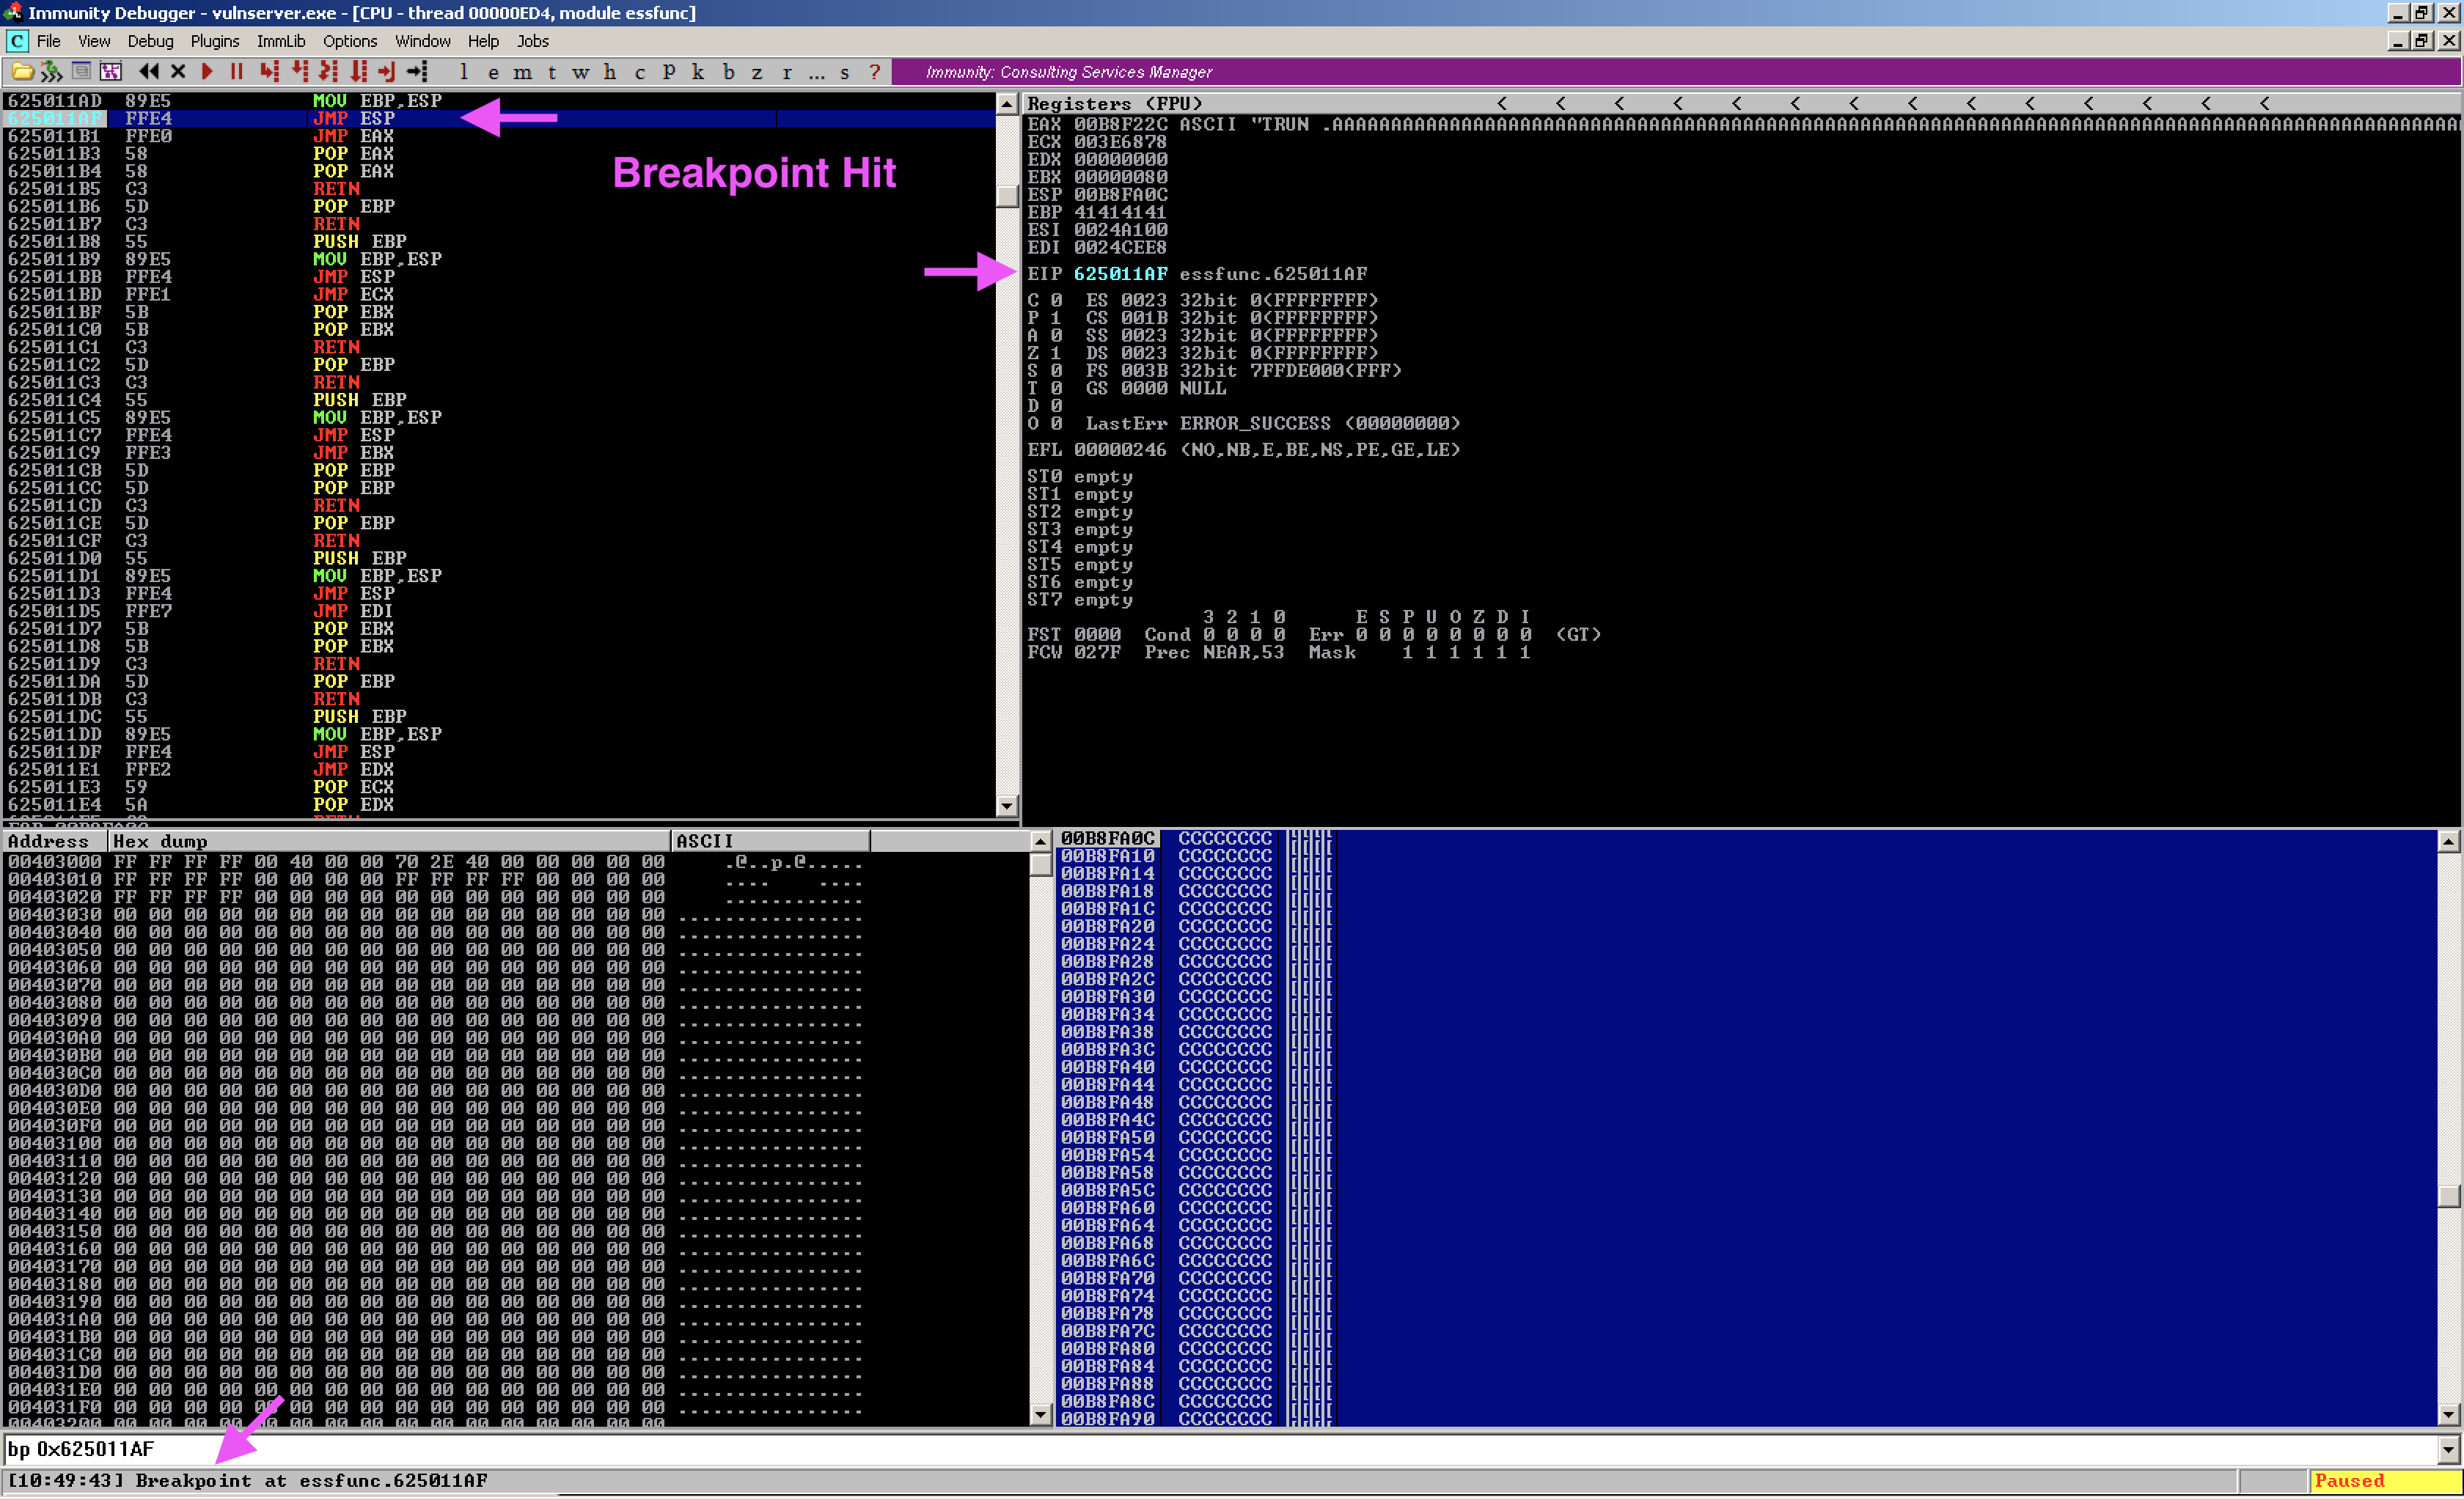 Immunity Debugger - vulnserver.exe - [CPU - thread 00000ED4, module essfunc]
C File View Debug Plugins ImmLib Options Window Help Jobs
l e m t w h c P k b z r ... s ? Immunity: Consulting Services Manager
625011AD 89E5 MOV EBP,ESP
625011AF FFE4 JMP ESP
625011B1 FFE0 JMP EAX
625011B3 58 POP EAX
625011B4 58 POP EAX
625011B5 C3 RETN
625011B6 5D POP EBP
625011B7 C3 RETN
625011B8 55 PUSH EBP
625011B9 89E5 MOV EBP,ESP
625011BB FFE4 JMP ESP
625011BD FFE1 JMP ECX
625011BF 5B POP EBX
625011C0 5B POP EBX
625011C1 C3 RETN
625011C2 5D POP EBP
625011C3 C3 RETN
625011C4 55 PUSH EBP
625011C5 89E5 MOV EBP,ESP
625011C7 FFE4 JMP ESP
625011C9 FFE3 JMP EBX
625011CB 5D POP EBP
625011CC 5D POP EBP
625011CD C3 RETN
625011CE 5D POP EBP
625011CF C3 RETN
625011D0 55 PUSH EBP
625011D1 89E5 MOV EBP,ESP
625011D3 FFE4 JMP ESP
625011D5 FFE7 JMP EDI
625011D7 5B POP EBX
625011D8 5B POP EBX
625011D9 C3 RETN
625011DA 5D POP EBP
625011DB C3 RETN
625011DC 55 PUSH EBP
625011DD 89E5 MOV EBP,ESP
625011DF FFE4 JMP ESP
625011E1 FFE2 JMP EDX
625011E3 59 POP ECX
625011E4 5A POP EDX
Breakpoint Hit
Registers (FPU) < < < < < < < < < < < < < <
EAX 00B8F22C ASCII "TRUN .AAAAAAAAAAAAAAAAAAAAAAAAAAAAAAAAAAAAAAAAAAAAAAAAAAAAAAAAAAAAAAAAAAAAAAAAAAAAAAAAAAAAAAAAAAAAAAAA
ECX 003E6878
EDX 00000000
EBX 00000080
ESP 00B8FA0C
EBP 41414141
ESI 0024A100
EDI 0024CEE8
EIP 625011AF essfunc.625011AF
C 0 ES 0023 32bit 0(FFFFFFFF)
P 1 CS 001B 32bit 0(FFFFFFFF)
A 0 SS 0023 32bit 0(FFFFFFFF)
Z 1 DS 0023 32bit 0(FFFFFFFF)
S 0 FS 003B 32bit 7FFDE000(FFF)
T 0 GS 0000 NULL
D 0
O 0 LastErr ERROR_SUCCESS (00000000)
EFL 00000246 (NO,NB,E,BE,NS,PE,GE,LE)
ST0 empty
ST1 empty
ST2 empty
ST3 empty
ST4 empty
ST5 empty
ST6 empty
ST7 empty
3 2 1 0 E S P U O Z D I
FST 0000 Cond 0 0 0 0 Err 0 0 0 0 0 0 0 0 (GT)
FCW 027F Prec NEAR,53 Mask 1 1 1 1 1 1
Address Hex dump ASCII
00403000 FF FF FF FF 00 40 00 00 70 2E 40 00 00 00 00 00 .@..p.@.....
00403010 FF FF FF FF 00 00 00 00 FF FF FF FF 00 00 00 00 .... ....
00403020 FF FF FF FF 00 00 00 00 00 00 00 00 00 00 00 00 ............
00403030 00 00 00 00 00 00 00 00 00 00 00 00 00 00 00 00 ................
00403040 00 00 00 00 00 00 00 00 00 00 00 00 00 00 00 00 ................
00403050 00 00 00 00 00 00 00 00 00 00 00 00 00 00 00 00 ................
00403060 00 00 00 00 00 00 00 00 00 00 00 00 00 00 00 00 ................
00403070 00 00 00 00 00 00 00 00 00 00 00 00 00 00 00 00 ................
00403080 00 00 00 00 00 00 00 00 00 00 00 00 00 00 00 00 ................
00403090 00 00 00 00 00 00 00 00 00 00 00 00 00 00 00 00 ................
004030A0 00 00 00 00 00 00 00 00 00 00 00 00 00 00 00 00 ................
004030B0 00 00 00 00 00 00 00 00 00 00 00 00 00 00 00 00 ................
004030C0 00 00 00 00 00 00 00 00 00 00 00 00 00 00 00 00 ................
004030D0 00 00 00 00 00 00 00 00 00 00 00 00 00 00 00 00 ................
004030E0 00 00 00 00 00 00 00 00 00 00 00 00 00 00 00 00 ................
004030F0 00 00 00 00 00 00 00 00 00 00 00 00 00 00 00 00 ................
00403100 00 00 00 00 00 00 00 00 00 00 00 00 00 00 00 00 ................
00403110 00 00 00 00 00 00 00 00 00 00 00 00 00 00 00 00 ................
00403120 00 00 00 00 00 00 00 00 00 00 00 00 00 00 00 00 ................
00403130 00 00 00 00 00 00 00 00 00 00 00 00 00 00 00 00 ................
00403140 00 00 00 00 00 00 00 00 00 00 00 00 00 00 00 00 ................
00403150 00 00 00 00 00 00 00 00 00 00 00 00 00 00 00 00 ................
00403160 00 00 00 00 00 00 00 00 00 00 00 00 00 00 00 00 ................
00403170 00 00 00 00 00 00 00 00 00 00 00 00 00 00 00 00 ................
00403180 00 00 00 00 00 00 00 00 00 00 00 00 00 00 00 00 ................
00403190 00 00 00 00 00 00 00 00 00 00 00 00 00 00 00 00 ................
004031A0 00 00 00 00 00 00 00 00 00 00 00 00 00 00 00 00 ................
004031B0 00 00 00 00 00 00 00 00 00 00 00 00 00 00 00 00 ................
004031C0 00 00 00 00 00 00 00 00 00 00 00 00 00 00 00 00 ................
004031D0 00 00 00 00 00 00 00 00 00 00 00 00 00 00 00 00 ................
004031E0 00 00 00 00 00 00 00 00 00 00 00 00 00 00 00 00 ................
004031F0 00 00 00 00 00 00 00 00 00 00 00 00 00 00 00 00 ................
00403200 00 00 00 00 00 00 00 00 00 00 00 00 00 00 00 00
00B8FA0C CCCCCCCC
00B8FA10 CCCCCCCC
00B8FA14 CCCCCCCC
00B8FA18 CCCCCCCC
00B8FA1C CCCCCCCC
00B8FA20 CCCCCCCC
00B8FA24 CCCCCCCC
00B8FA28 CCCCCCCC
00B8FA2C CCCCCCCC
00B8FA30 CCCCCCCC
00B8FA34 CCCCCCCC
00B8FA38 CCCCCCCC
00B8FA3C CCCCCCCC
00B8FA40 CCCCCCCC
00B8FA44 CCCCCCCC
00B8FA48 CCCCCCCC
00B8FA4C CCCCCCCC
00B8FA50 CCCCCCCC
00B8FA54 CCCCCCCC
00B8FA58 CCCCCCCC
00B8FA5C CCCCCCCC
00B8FA60 CCCCCCCC
00B8FA64 CCCCCCCC
00B8FA68 CCCCCCCC
00B8FA6C CCCCCCCC
00B8FA70 CCCCCCCC
00B8FA74 CCCCCCCC
00B8FA78 CCCCCCCC
00B8FA7C CCCCCCCC
00B8FA80 CCCCCCCC
00B8FA84 CCCCCCCC
00B8FA88 CCCCCCCC
00B8FA8C CCCCCCCC
00B8FA90 CCCCCCCC
bp 0x625011AF
[10:49:43] Breakpoint at essfunc.625011AF
Paused